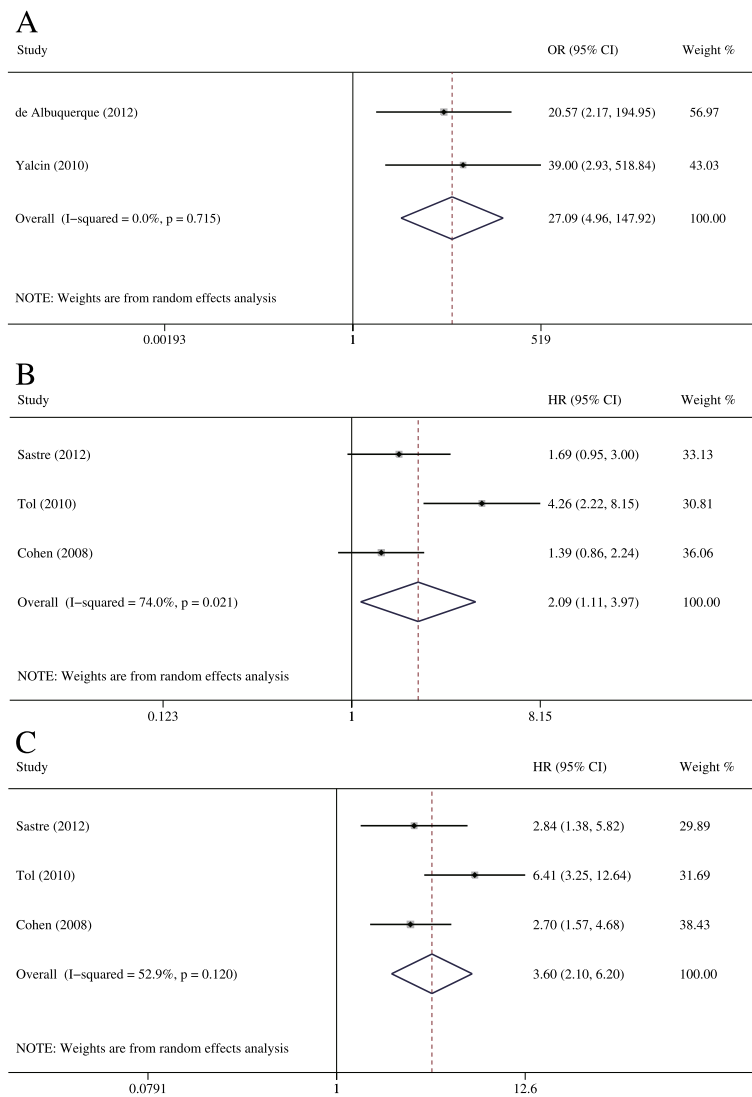 A
Study OR (95% CI) Weight %
de Albuquerque (2012) 20.57 (2.17, 194.95) 56.97
Yalcin (2010) 39.00 (2.93, 518.84) 43.03
Overall (I−squared = 0.0%, p = 0.715) 27.09 (4.96, 147.92) 100.00
NOTE: Weights are from random effects analysis
0.00193 1 519
B
Study HR (95% CI) Weight %
Sastre (2012) 1.69 (0.95, 3.00) 33.13
Tol (2010) 4.26 (2.22, 8.15) 30.81
Cohen (2008) 1.39 (0.86, 2.24) 36.06
Overall (I−squared = 74.0%, p = 0.021) 2.09 (1.11, 3.97) 100.00
NOTE: Weights are from random effects analysis
0.123 1 8.15
C
Study HR (95% CI) Weight %
Sastre (2012) 2.84 (1.38, 5.82) 29.89
Tol (2010) 6.41 (3.25, 12.64) 31.69
Cohen (2008) 2.70 (1.57, 4.68) 38.43
Overall (I−squared = 52.9%, p = 0.120) 3.60 (2.10, 6.20) 100.00
NOTE: Weights are from random effects analysis
0.0791 1 12.6